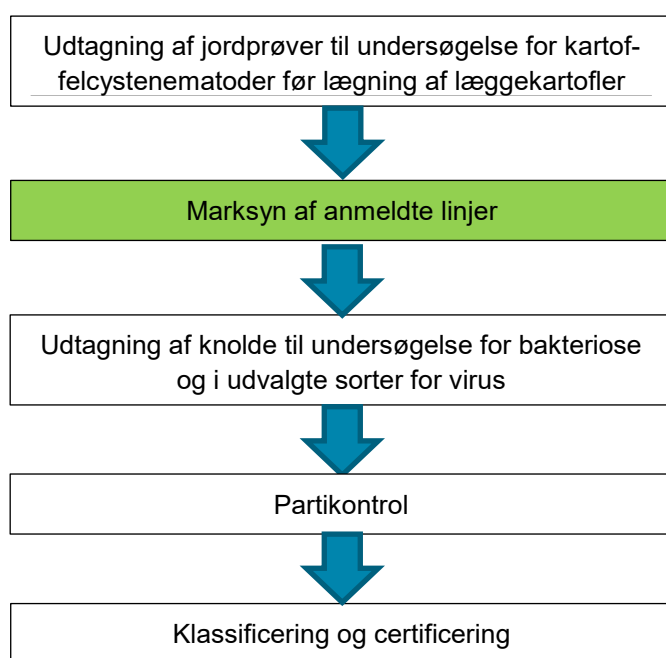 Udtagning af jordprøver til undersøgelse for kartof-
felcystenematoder før lægning af læggekartofler
Marksyn af anmeldte linjer
Udtagning af knolde til undersøgelse for bakteriose
og i udvalgte sorter for virus
Partikontrol
Klassificering og certificering